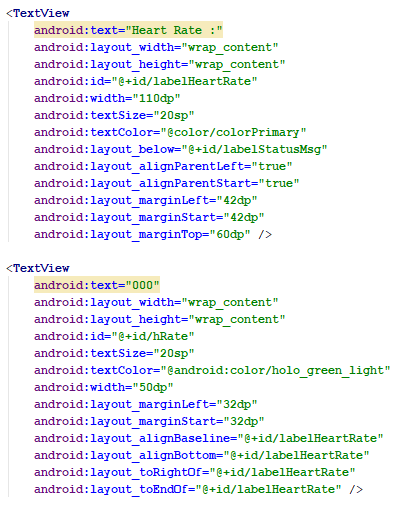 <TextView
android:text="Heart Rate :"
android:layout_width="wrap_content"
android:layout_height="wrap_content"
android:id="@+id/labelHeartRate"
android:width="110dp"
android:textSize="20sp"
android:textColor="@color/colorPrimary"
android:layout_below="@+id/labelStatusMsg"
android:layout_alignParentLeft="true"
android:layout_alignParentStart="true"
android:layout_marginLeft="42dp"
android:layout_marginStart="42dp"
android:layout_marginTop="60dp" />
<TextView
android:text="000"
android:layout_width="wrap_content"
android:layout_height="wrap_content"
android:id="@+id/hRate"
android:textSize="20sp"
android:textColor="@android:color/holo_green_light"
android:width="50dp"
android:layout_marginLeft="32dp"
android:layout_marginStart="32dp"
android:layout_alignBaseline="@+id/labelHeartRate"
android:layout_alignBottom="@+id/labelHeartRate"
android:layout_toRightOf="@+id/labelHeartRate"
android:layout_toEndOf="@+id/labelHeartRate" />